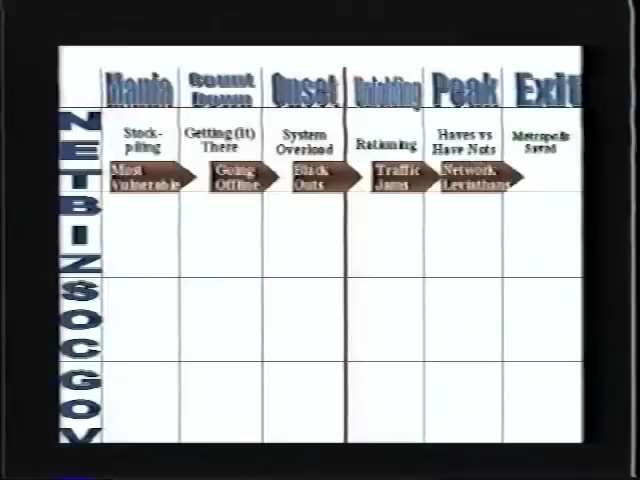 Mania Count Down Onset Unfolding Peak Exit
NET
Stock-
piling
Getting (It)
There
System
Overload
Rationing
Haves vs
Have Nots
Metropolis
Saved
Most
Vulnerable
Going
Offline
Black
Outs
Traffic
Jams
Network
Leviathans
BIZ
SOC
GOV